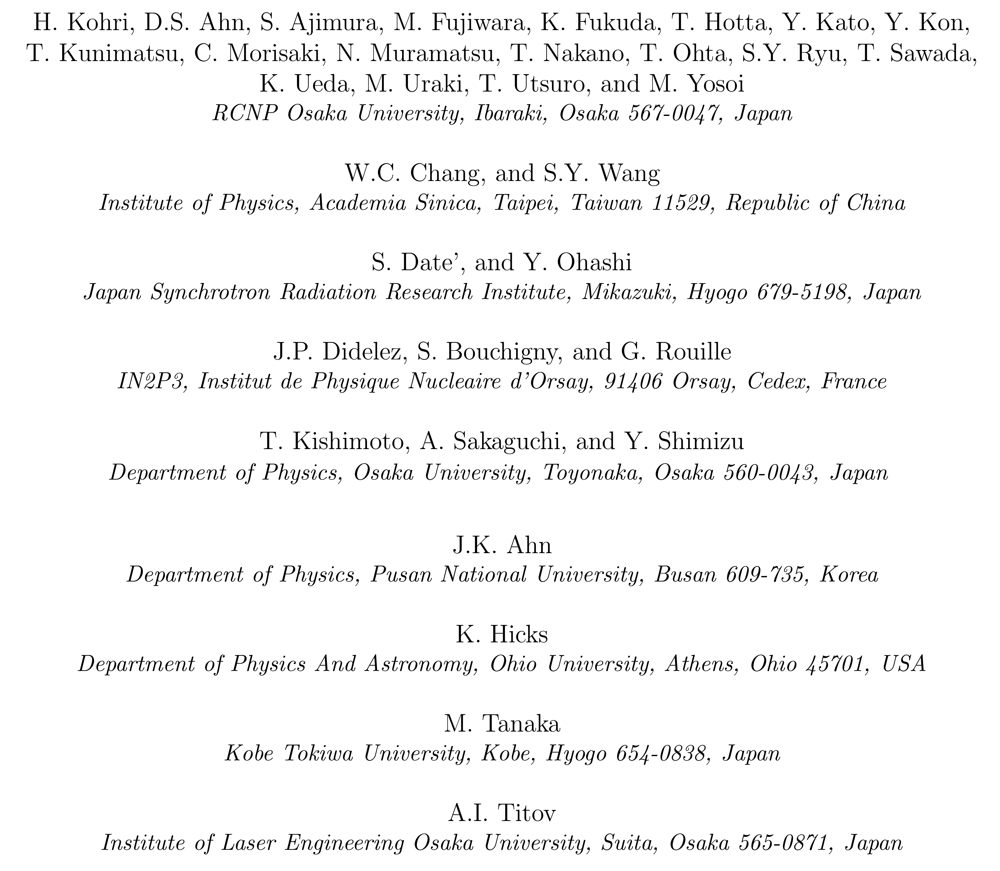 H. Kohri, D.S. Ahn, S. Ajimura, M. Fujiwara, K. Fukuda, T. Hotta, Y. Kato, Y. Kon,
T. Kunimatsu, C. Morisaki, N. Muramatsu, T. Nakano, T. Ohta, S.Y. Ryu, T. Sawada,
K. Ueda, M. Uraki, T. Utsuro, and M. Yosoi
RCNP Osaka University, Ibaraki, Osaka 567-0047, Japan
W.C. Chang, and S.Y. Wang
Institute of Physics, Academia Sinica, Taipei, Taiwan 11529, Republic of China
S. Date', and Y. Ohashi
Japan Synchrotron Radiation Research Institute, Mikazuki, Hyogo 679-5198, Japan
J.P. Didelez, S. Bouchigny, and G. Rouille
IN2P3, Institut de Physique Nucleaire d'Orsay, 91406 Orsay, Cedex, France
T. Kishimoto, A. Sakaguchi, and Y. Shimizu
Department of Physics, Osaka University, Toyonaka, Osaka 560-0043, Japan
J.K. Ahn
Department of Physics, Pusan National University, Busan 609-735, Korea
K. Hicks
Department of Physics And Astronomy, Ohio University, Athens, Ohio 45701, USA
M. Tanaka
Kobe Tokiwa University, Kobe, Hyogo 654-0838, Japan
A.I. Titov
Institute of Laser Engineering Osaka University, Suita, Osaka 565-0871, Japan